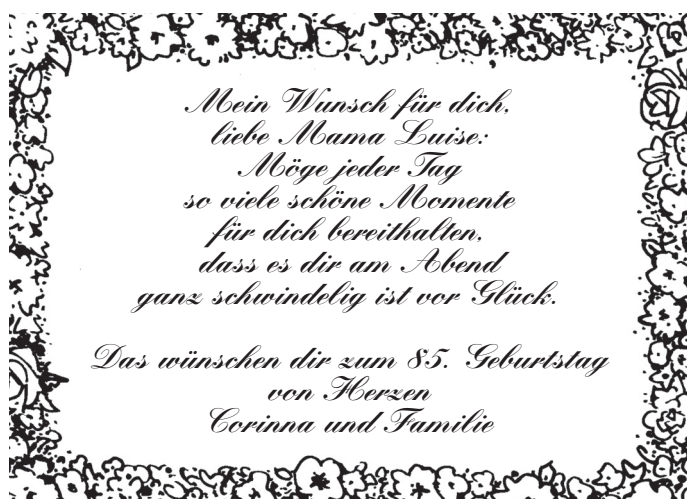 Mein Wunsch für dich,
liebe Mama Luise:
Möge jeder Tag
so viele schöne Momente
für dich bereithalten,
dass es dir am Abend
ganz schwindelig ist vor Glück.
Das wünschen dir zum 85. Geburtstag
von Herzen
Corinna und Familie